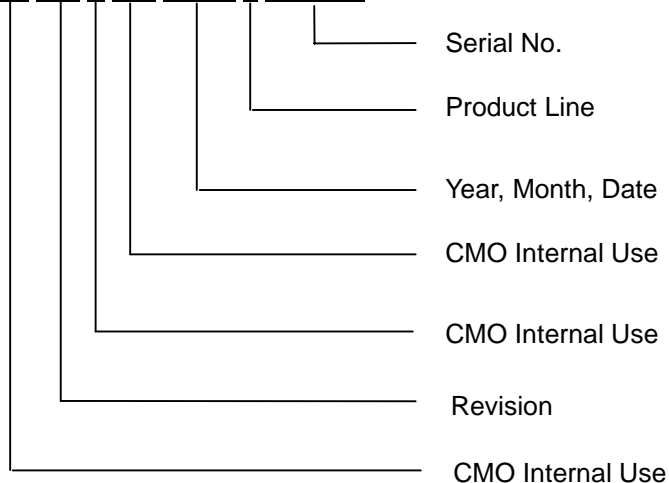 Serial No.
Product Line
Year, Month, Date
CMO Internal Use
CMO Internal Use
Revision
CMO Internal Use